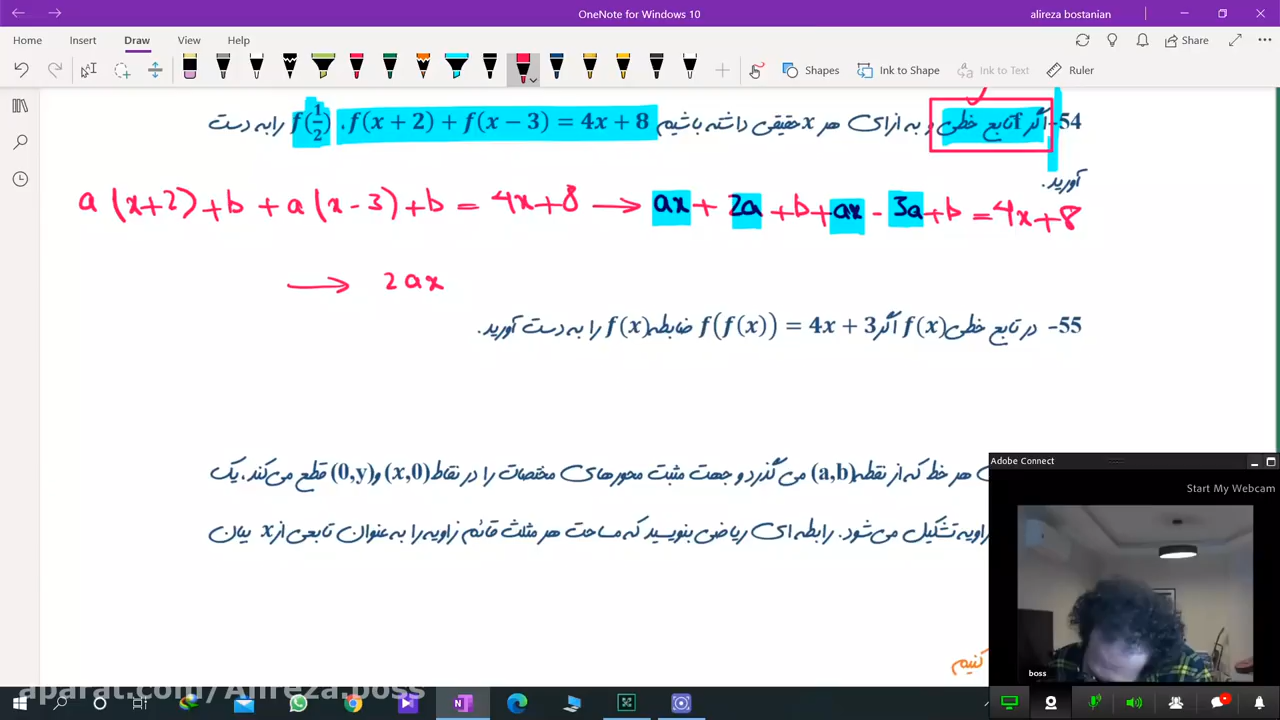 OneNote for Windows 10
alireza bostanian
Home Insert Draw View Help
Share
Shapes Ink to Shape Ink to Text Ruler
54- اگر f تابع خطی و به ازای هر x حقیقی داشته باشیم f(x + 2) + f(x − 3) = 4x + 8، f(1/2) را به دست
آورید.
a(x+2)+b + a(x-3)+b = 4x+8 → ax + 2a + b + ax - 3a + b = 4x+8
→ 2ax
55- در تابع خطی f(x) اگر f(f(x)) = 4x + 3 ضابطه f(x) را به دست آورید.
هر خط که از نقطه (a,b) می گذرد و جهت مثبت محورهای مختصات را در نقاط (x,0) و (0,y) قطع می‌کند، یک
زاویه تشکیل می‌شود. رابطه ای ریاضی بنویسید که مساحت هر مثلث قائم زاویه را به عنوان تابعی از x بیان
کنیم
Adobe Connect
Start My Webcam
boss
aparat.com/Alireza.boss